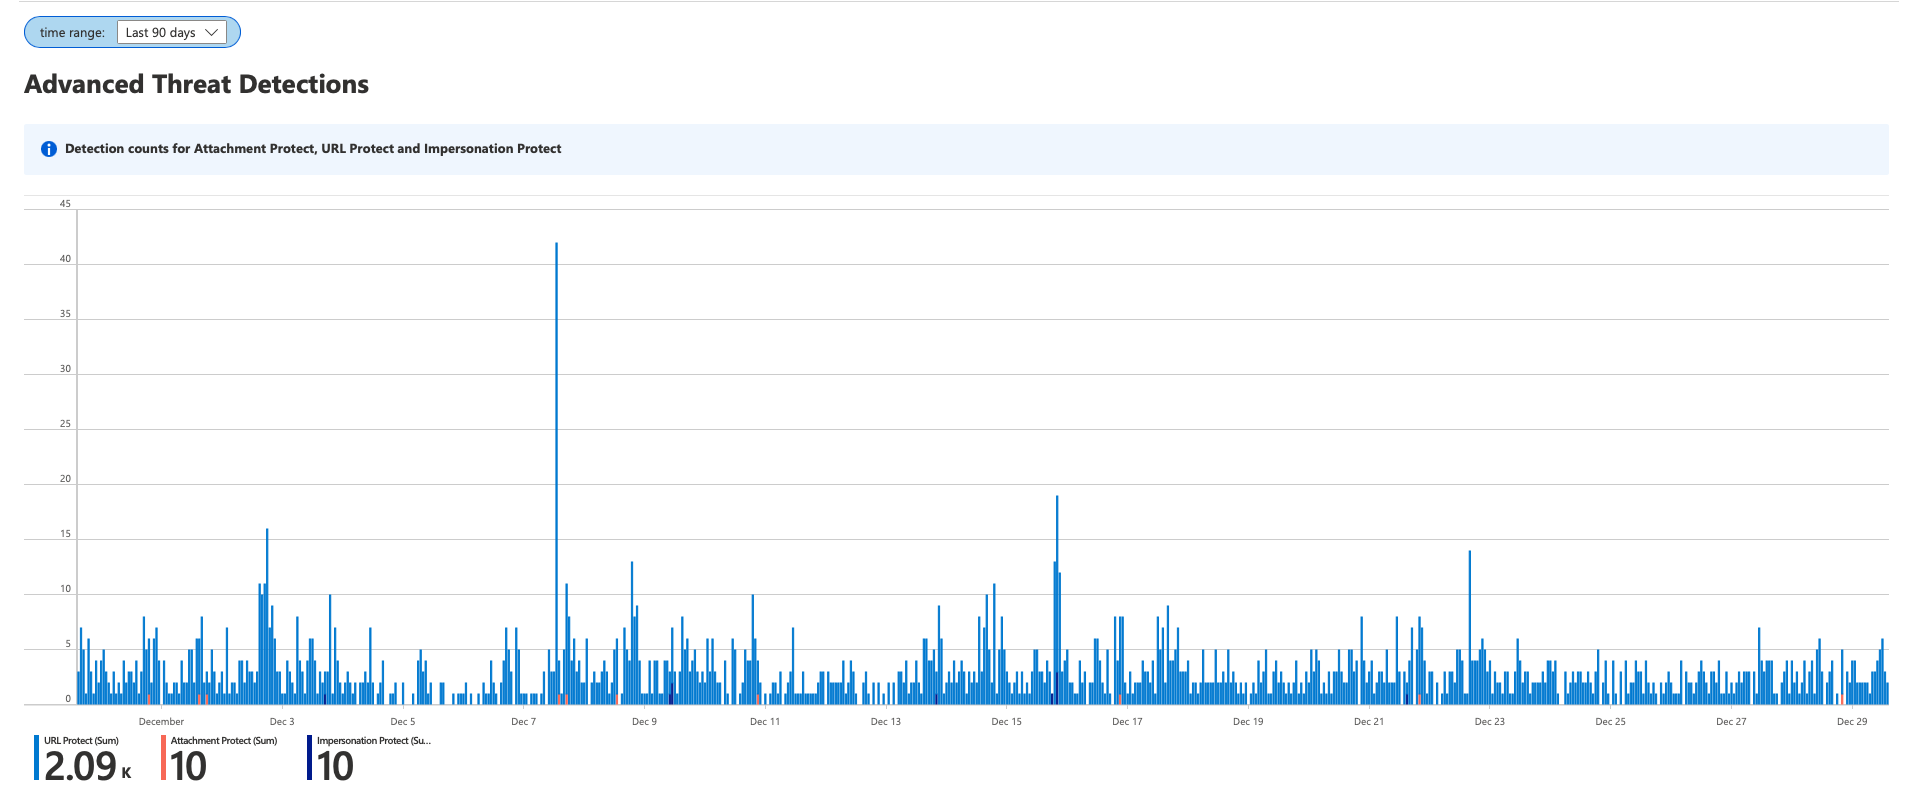 time range: Last 90 days
Advanced Threat Detections
Detection counts for Attachment Protect, URL Protect and Impersonation Protect
45
40
35
30
25
20
15
10
5
0
December Dec 3 Dec 5 Dec 7 Dec 9 Dec 11 Dec 13 Dec 15 Dec 17 Dec 19 Dec 21 Dec 23 Dec 25 Dec 27 Dec 29
URL Protect (Sum) Attachment Protect (Sum) Impersonation Protect (Su...
2.09 K 10 10